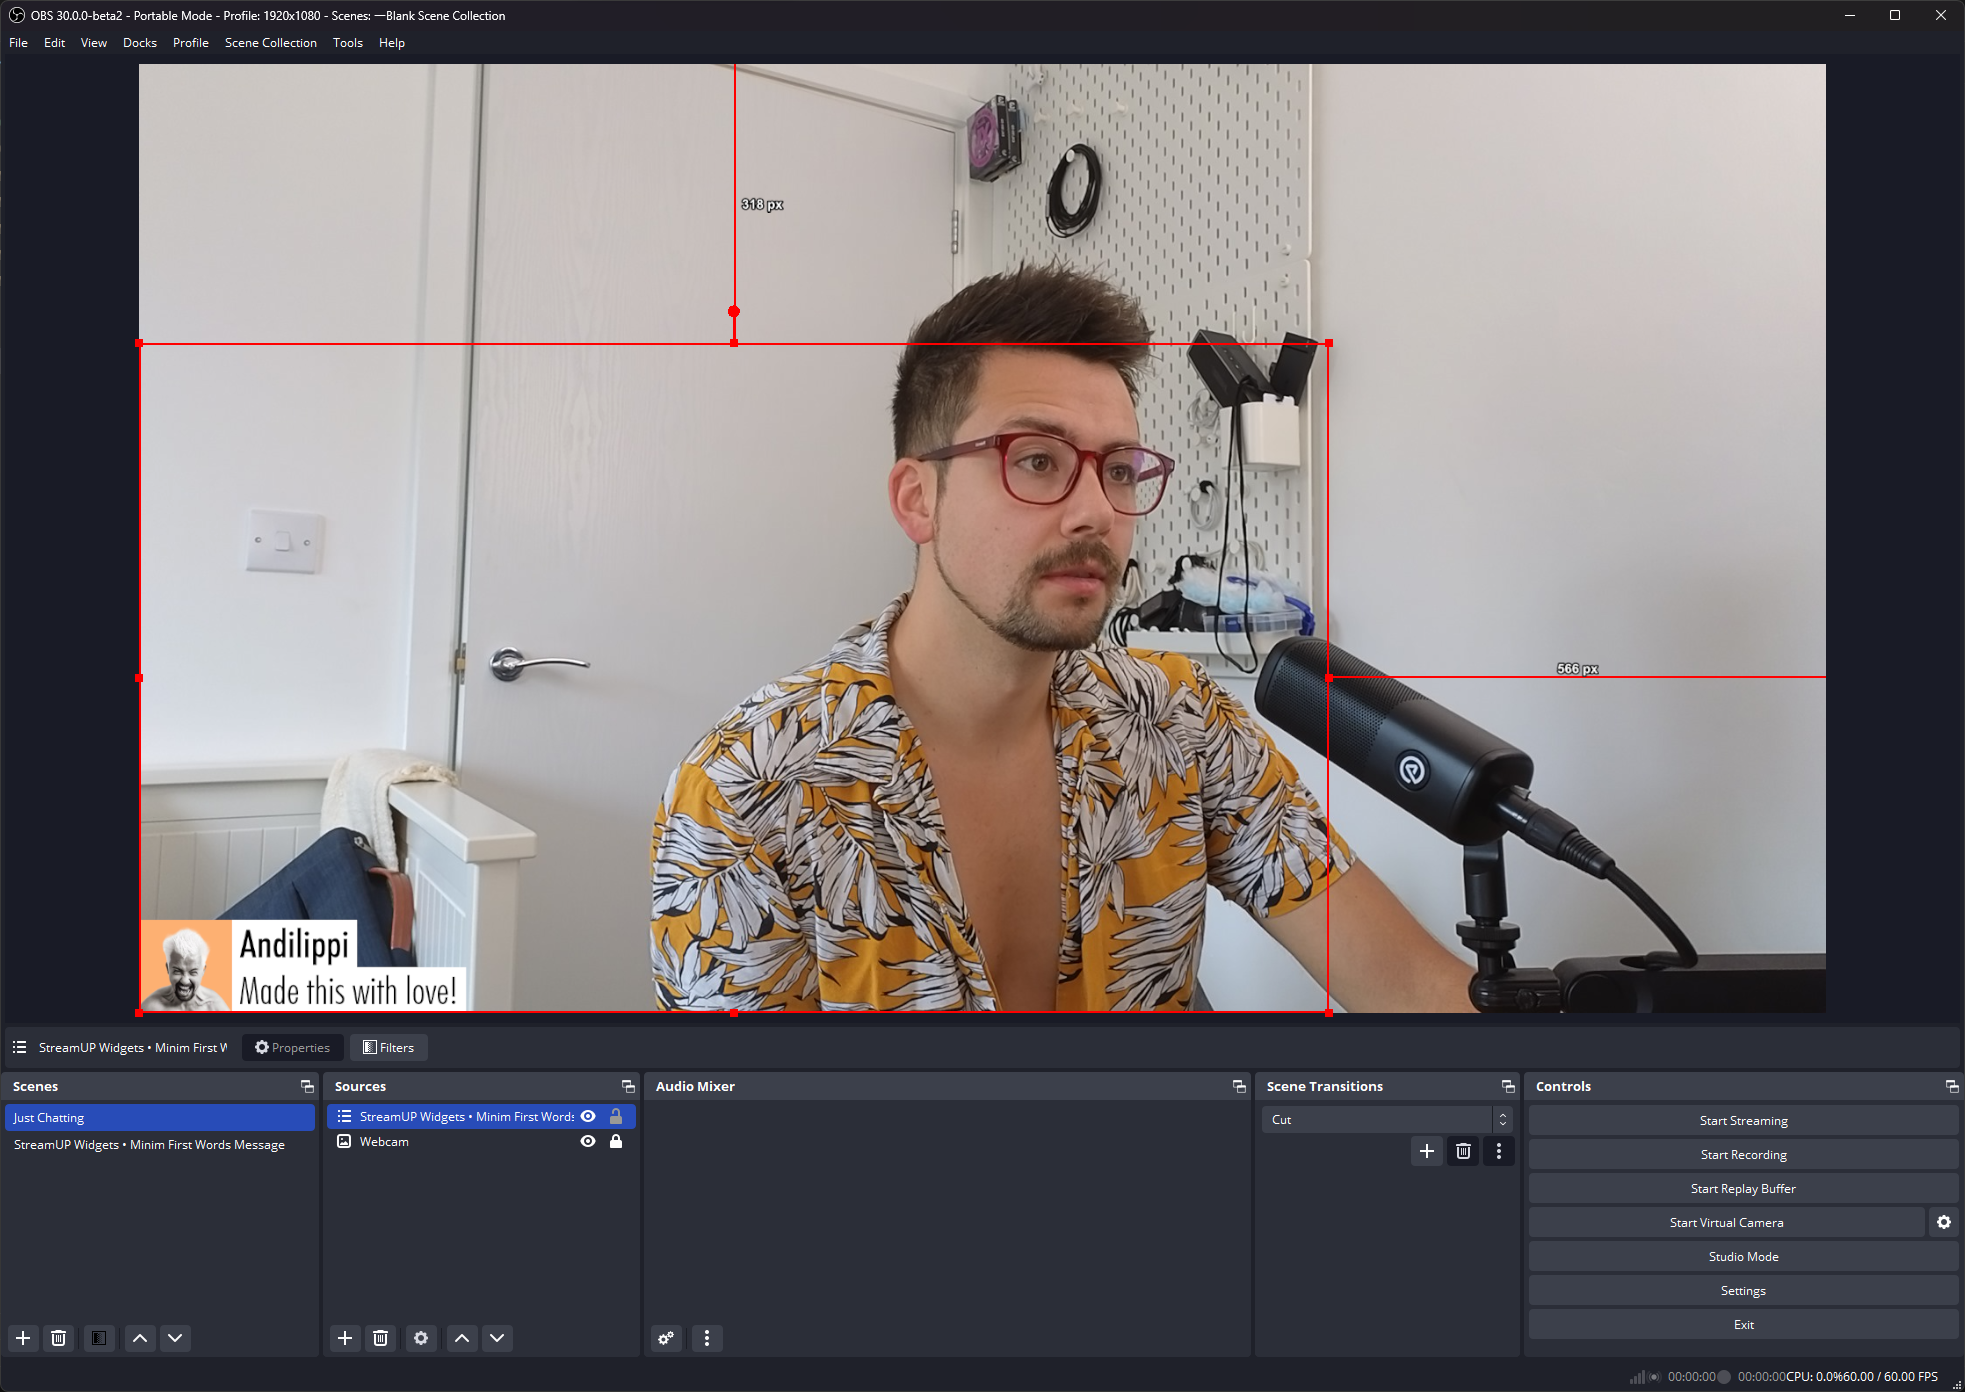 OBS 30.0.0-beta2 - Portable Mode - Profile: 1920x1080 - Scenes: —Blank Scene Collection
File Edit View Docks Profile Scene Collection Tools Help
318 px
566 px
Andilippi
Made this with love!
StreamUP Widgets • Minim First W
Properties
Filters
Scenes
Just Chatting
StreamUP Widgets • Minim First Words Message
Sources
StreamUP Widgets • Minim First Words
Webcam
Audio Mixer
Scene Transitions
Cut
Controls
Start Streaming
Start Recording
Start Replay Buffer
Start Virtual Camera
Studio Mode
Settings
Exit
00:00:00 00:00:00 CPU: 0.0% 60.00 / 60.00 FPS